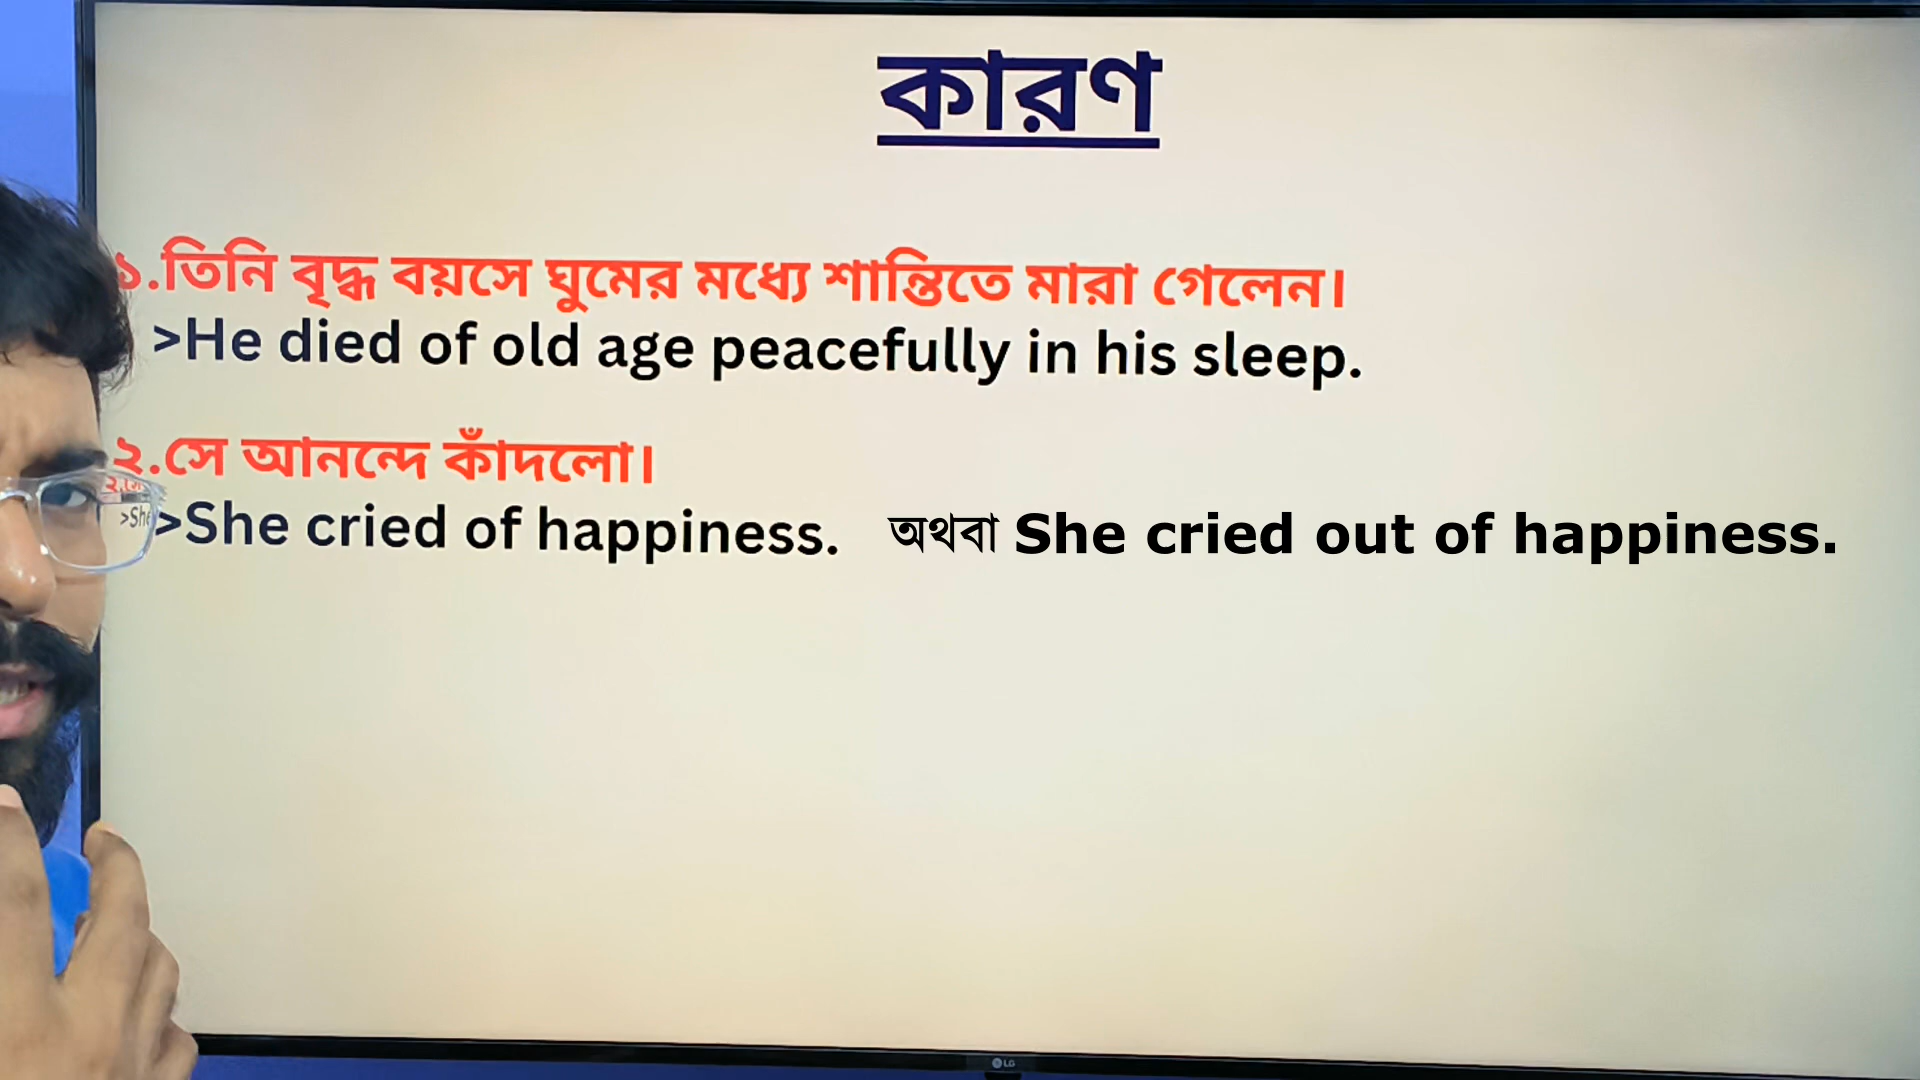 কারণ
১.তিনি বৃদ্ধ বয়সে ঘুমের মধ্যে শান্তিতে মারা গেলেন।
>He died of old age peacefully in his sleep.
২.সে আনন্দে কাঁদলো।
>She cried of happiness. অথবা She cried out of happiness.
LG